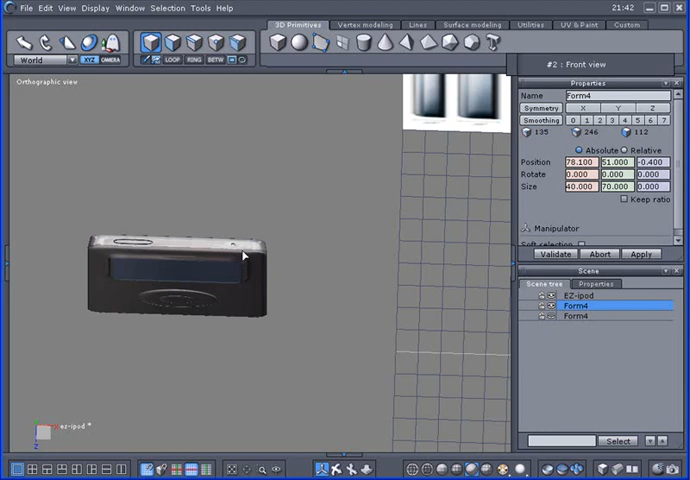 File Edit View Display Window Selection Tools Help
21:42
3D Primitives Vertex modeling Lines Surface modeling Utilities UV & Paint Custom
World XYZ CAMERA
LOOP RING BETW
#2 : Front view
Orthographic view
Properties
Name Form4
Symmetry X Y Z
Smoothing 0 1 2 3 4 5 6 7
135 246 112
Absolute Relative
Position 78.100 51.000 -0.400
Rotate 0.000 0.000 0.000
Size 40.000 70.000 0.000
Keep ratio
Manipulator
Soft selection
Validate Abort Apply
Scene
Scene tree Properties
EZ-ipod
Form4
Form4
ez-ipod *
Z
Select